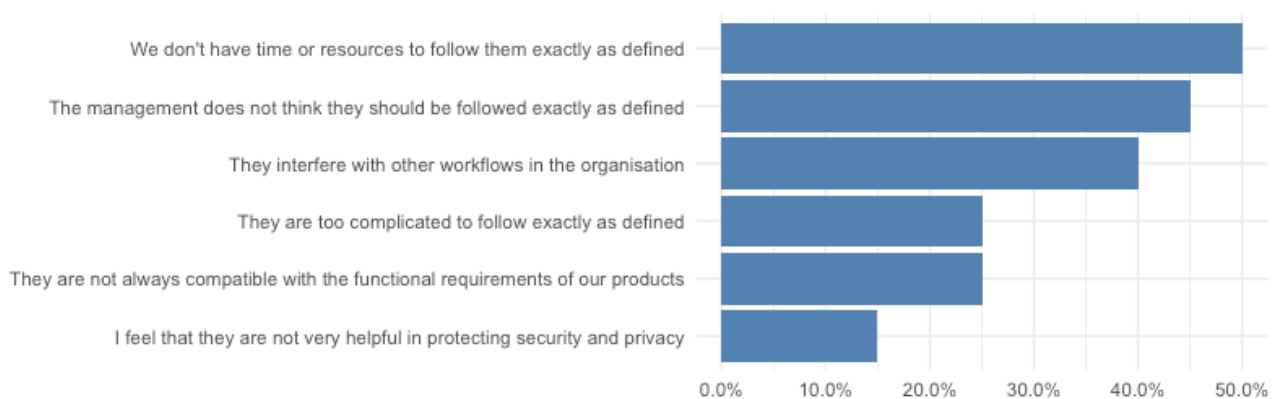 We don't have time or resources to follow them exactly as defined
The management does not think they should be followed exactly as defined
They interfere with other workflows in the organisation
They are too complicated to follow exactly as defined
They are not always compatible with the functional requirements of our products
I feel that they are not very helpful in protecting security and privacy
0.0% 10.0% 20.0% 30.0% 40.0% 50.0%